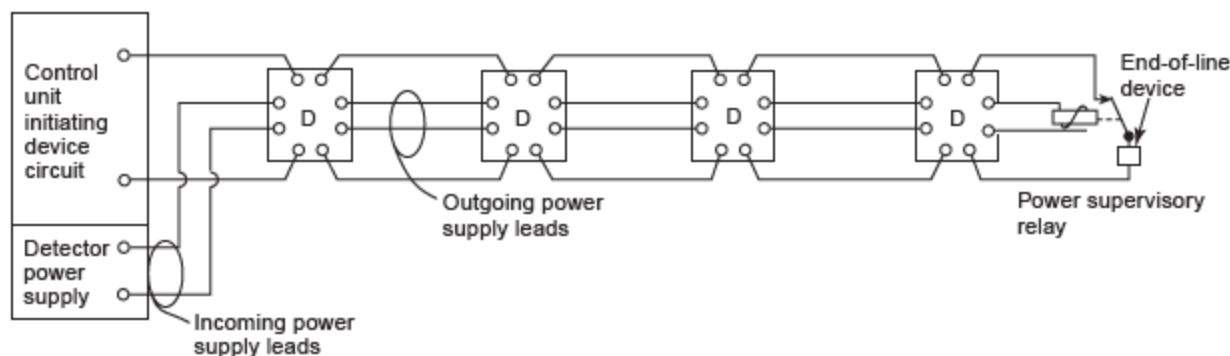 Control
unit
initiating
device
circuit
D
D
D
D
End-of-line
device
Outgoing power
supply leads
Power supervisory
relay
Detector
power
supply
Incoming power
supply leads